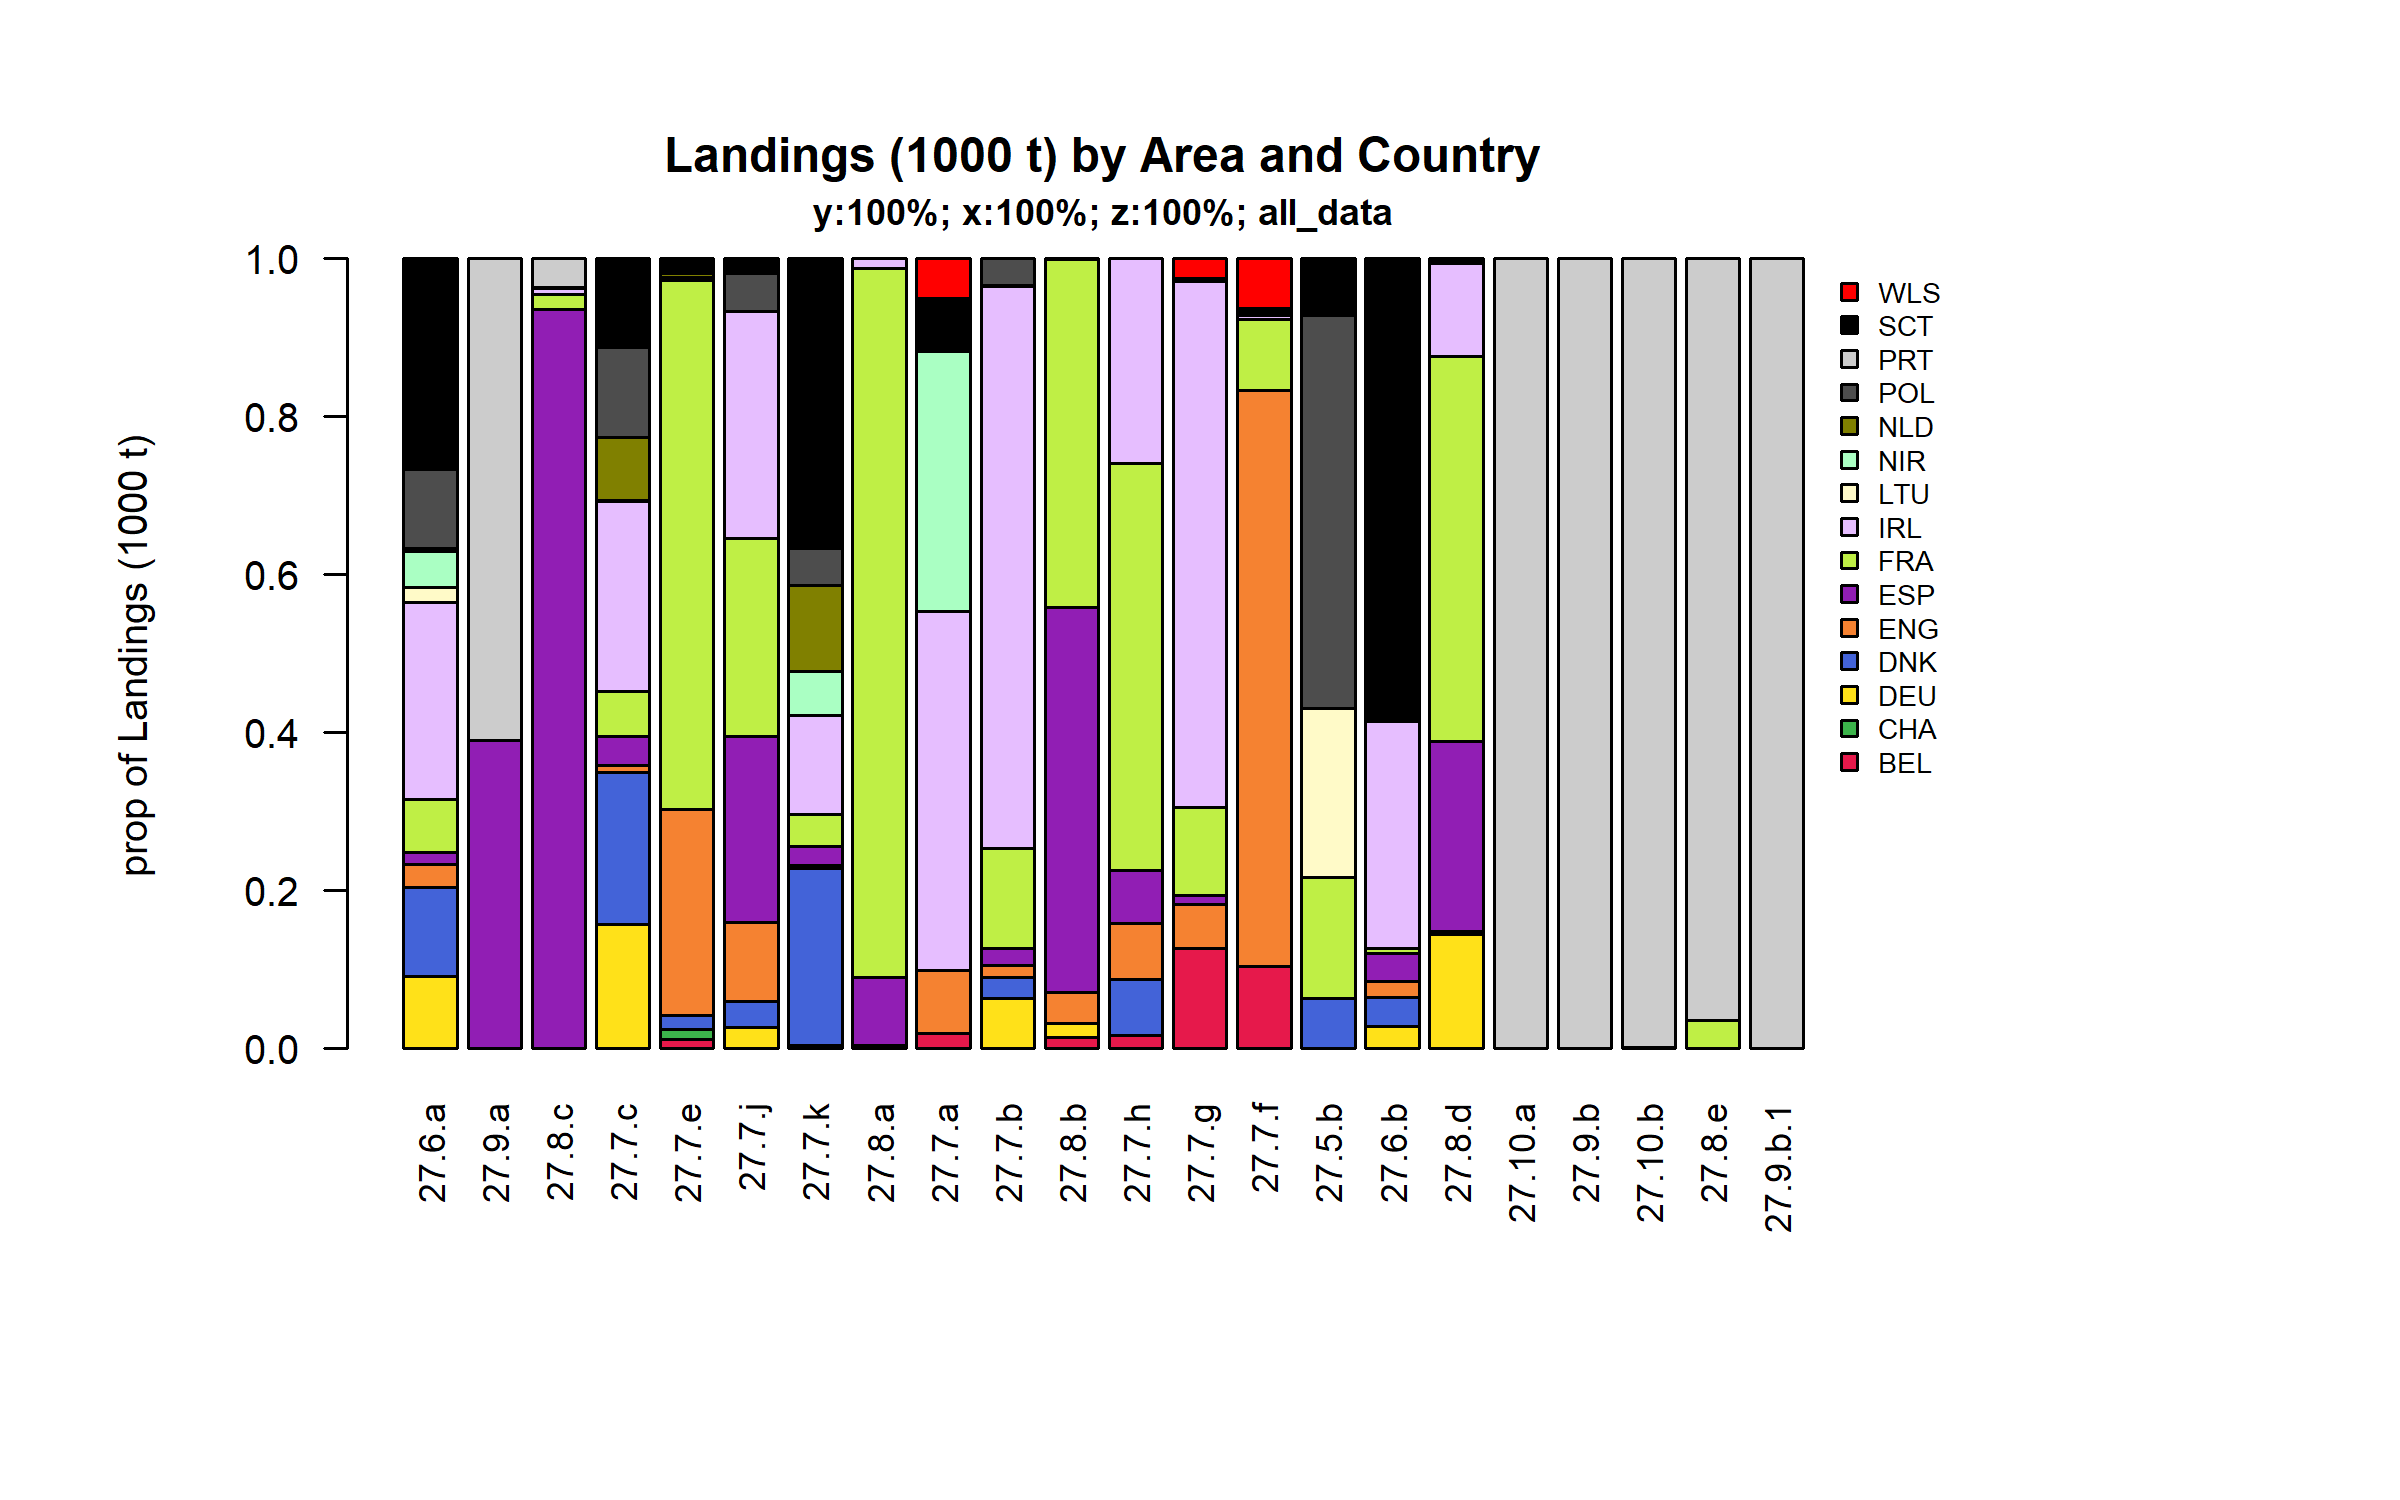 Landings (1000 t) by Area and Country
y:100%; x:100%; z:100%; all_data
prop of Landings (1000 t)
1.0
0.8
0.6
0.4
0.2
0.0
27.6.a
27.9.a
27.8.c
27.7.c
27.7.e
27.7.j
27.7.k
27.8.a
27.7.a
27.7.b
27.8.b
27.7.h
27.7.g
27.7.f
27.5.b
27.6.b
27.8.d
27.10.a
27.9.b
27.10.b
27.8.e
27.9.b.1
WLS
SCT
PRT
POL
NLD
NIR
LTU
IRL
FRA
ESP
ENG
DNK
DEU
CHA
BEL